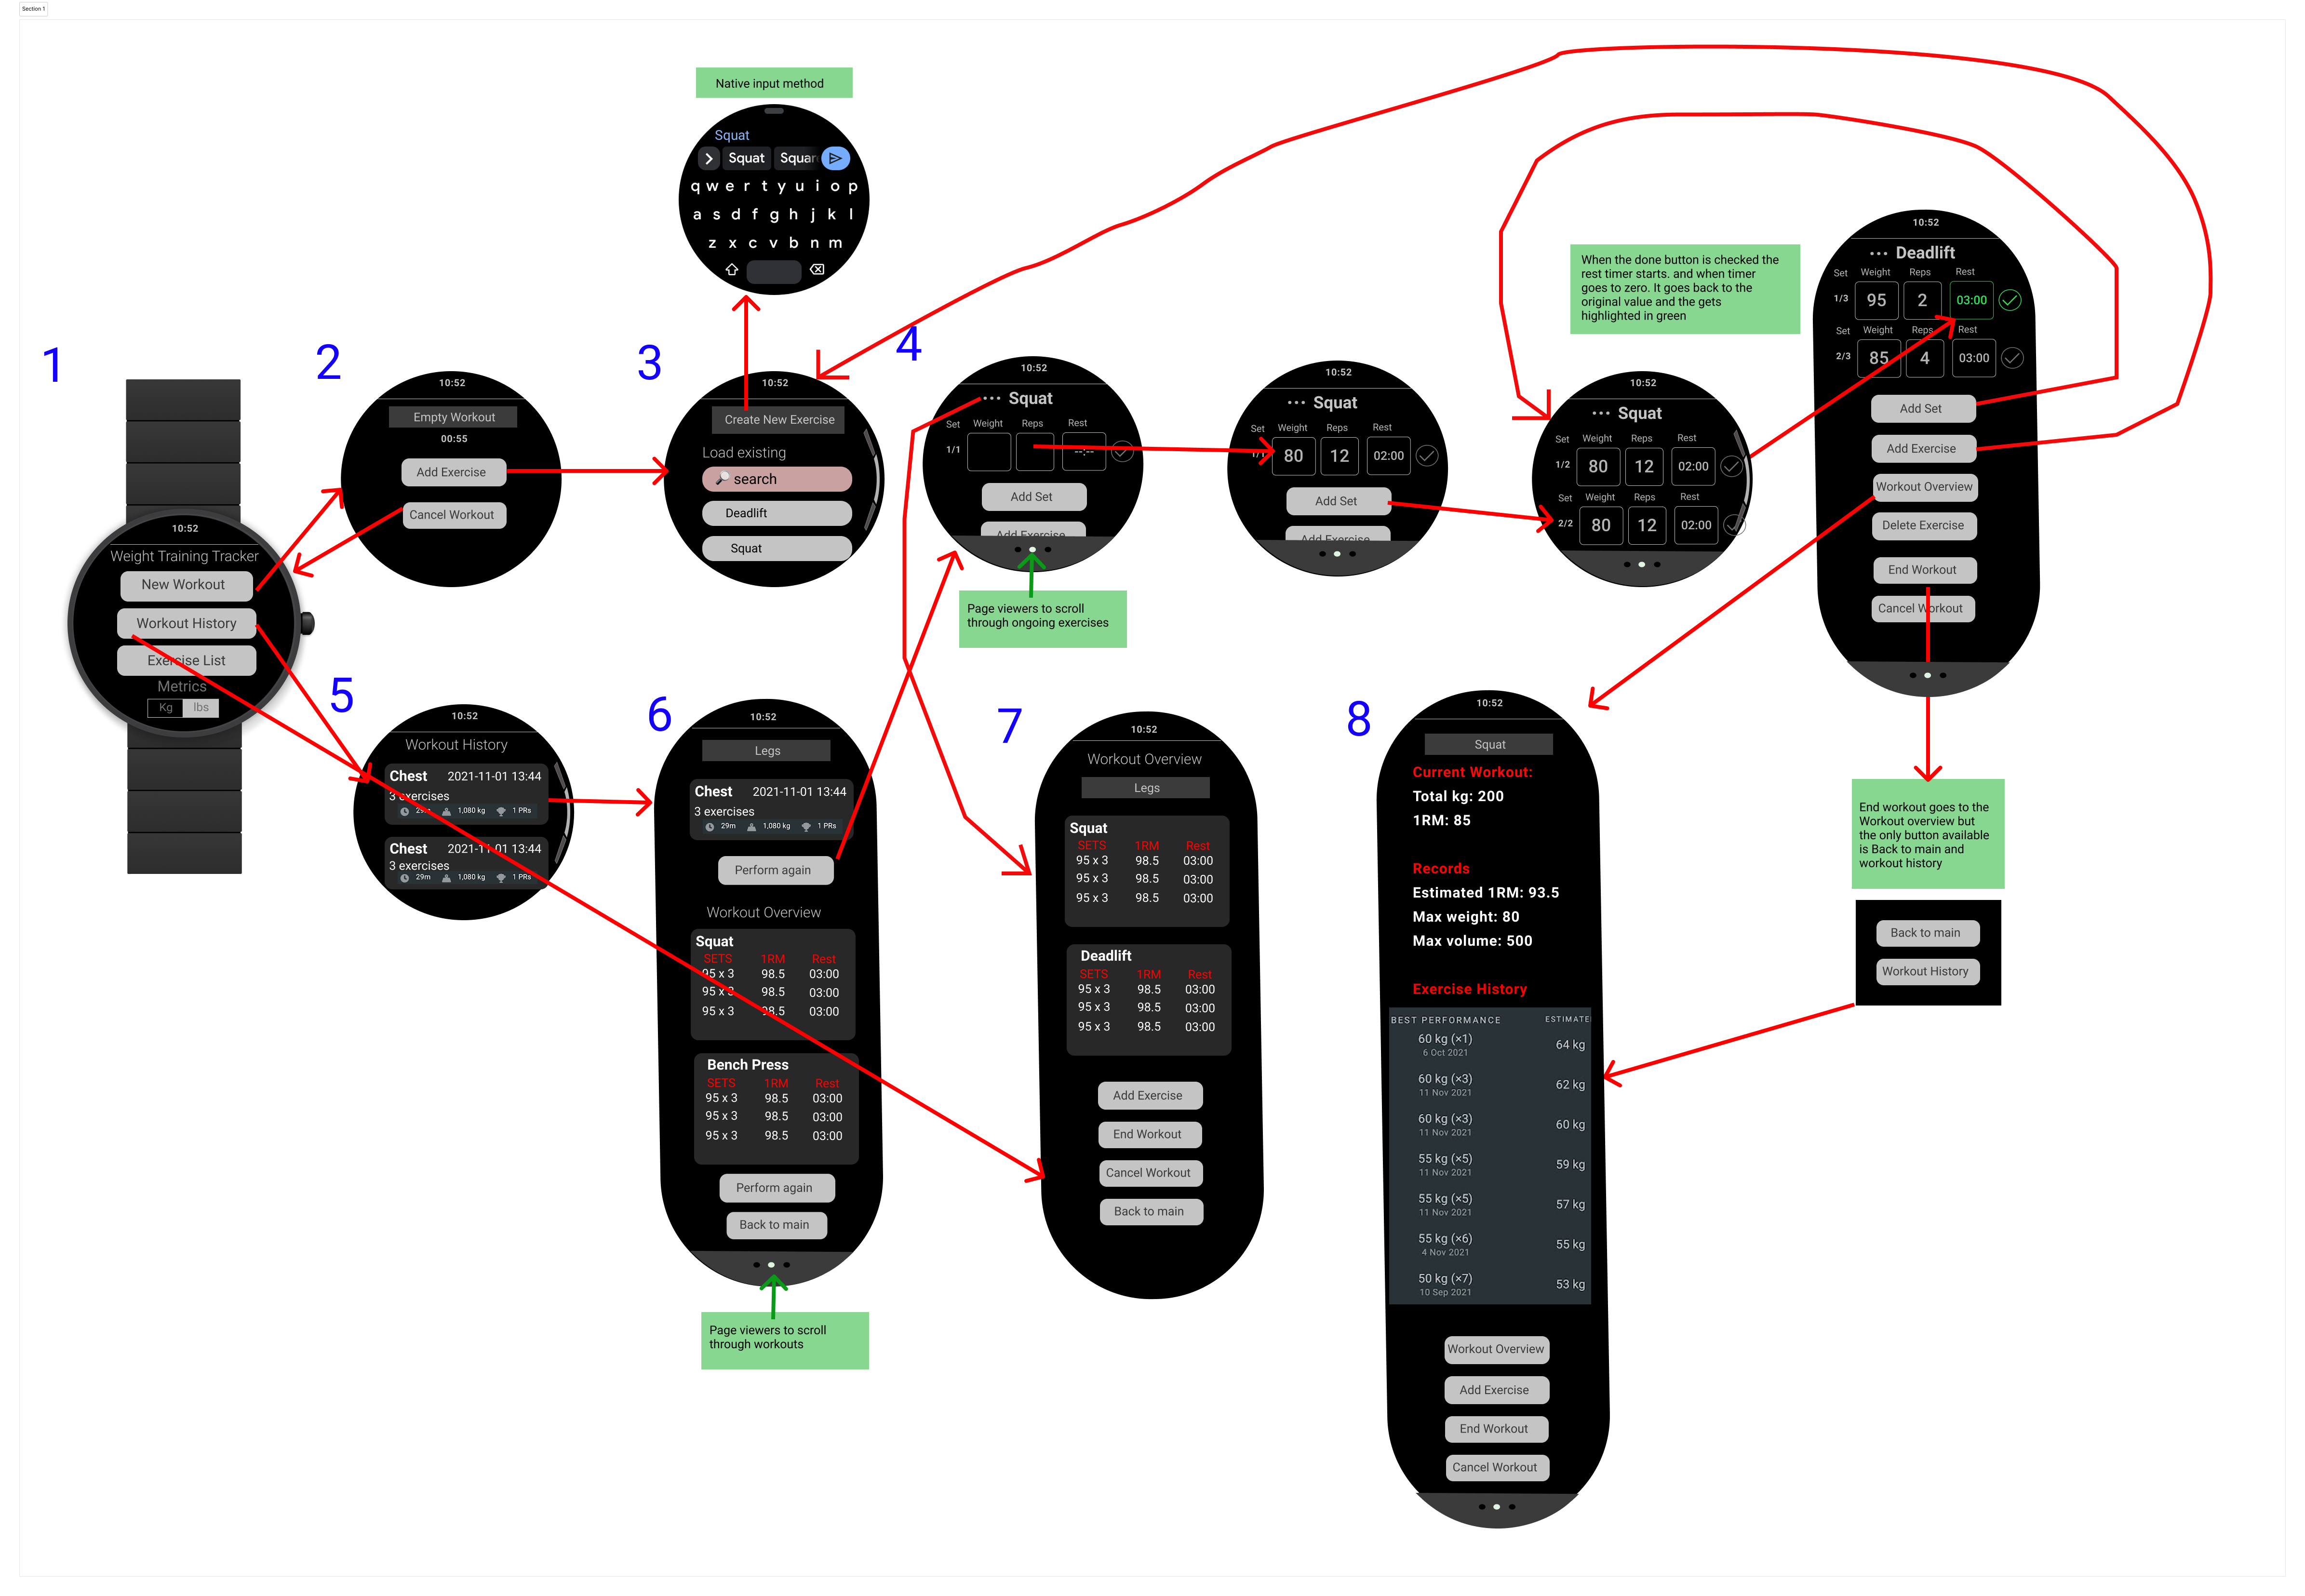 Section 1
Native input method
Squat
Squat
Squar
q w e r t y u i o p
a s d f g h j k l
z x c v b n m
1
10:52
Weight Training Tracker
New Workout
Workout History
Exercise List
Metrics
Kg
lbs
2
10:52
Empty Workout
00:55
Add Exercise
Cancel Workout
3
10:52
Create New Exercise
Load existing
search
Deadlift
Squat
4
10:52
Squat
Set Weight Reps Rest
1/1 --:--
Add Set
Add Exercise
Page viewers to scroll
through ongoing exercises
10:52
Squat
Set Weight Reps Rest
1/1 80 12 02:00
Add Set
Add Exercise
When the done button is checked the
rest timer starts. and when timer
goes to zero. It goes back to the
original value and the gets
highlighted in green
10:52
Squat
Set Weight Reps Rest
1/2 80 12 02:00
Set Weight Reps Rest
2/2 80 12 02:00
10:52
Deadlift
Set Weight Reps Rest
1/3 95 2 03:00
Set Weight Reps Rest
2/3 85 4 03:00
Add Set
Add Exercise
Workout Overview
Delete Exercise
End Workout
Cancel Workout
End workout goes to the
Workout overview but
the only button available
is Back to main and
workout history
Back to main
Workout History
5
10:52
Workout History
Chest 2021-11-01 13:44
3 exercises
29m 1,080 kg 1 PRs
Chest 2021-11-01 13:44
3 exercises
29m 1,080 kg 1 PRs
6
10:52
Legs
Chest 2021-11-01 13:44
3 exercises
29m 1,080 kg 1 PRs
Perform again
Workout Overview
Squat
SETS 1RM Rest
95 x 3 98.5 03:00
95 x 3 98.5 03:00
95 x 3 98.5 03:00
Bench Press
SETS 1RM Rest
95 x 3 98.5 03:00
95 x 3 98.5 03:00
95 x 3 98.5 03:00
Perform again
Back to main
Page viewers to scroll
through workouts
7
10:52
Workout Overview
Legs
Squat
SETS 1RM Rest
95 x 3 98.5 03:00
95 x 3 98.5 03:00
95 x 3 98.5 03:00
Deadlift
SETS 1RM Rest
95 x 3 98.5 03:00
95 x 3 98.5 03:00
95 x 3 98.5 03:00
Add Exercise
End Workout
Cancel Workout
Back to main
8
10:52
Squat
Current Workout:
Total kg: 200
1RM: 85
Records
Estimated 1RM: 93.5
Max weight: 80
Max volume: 500
Exercise History
BEST PERFORMANCE ESTIMATE
60 kg (×1) 64 kg
6 Oct 2021
60 kg (×3) 62 kg
11 Nov 2021
60 kg (×3) 60 kg
11 Nov 2021
55 kg (×5) 59 kg
11 Nov 2021
55 kg (×5) 57 kg
11 Nov 2021
55 kg (×6) 55 kg
4 Nov 2021
50 kg (×7) 53 kg
10 Sep 2021
Workout Overview
Add Exercise
End Workout
Cancel Workout